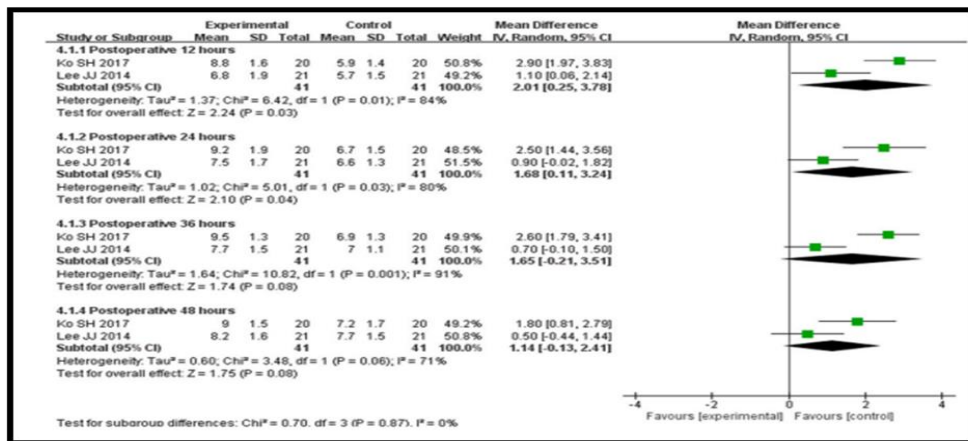 Experimental Control Mean Difference Mean Difference
Study or Subgroup Mean SD Total Mean SD Total Weight IV, Random, 95% CI IV, Random, 95% CI
4.1.1 Postoperative 12 hours
Ko SH 2017 8.8 1.6 20 5.9 1.4 20 50.8% 2.90 [1.97, 3.83]
Lee JJ 2014 6.8 1.9 21 5.7 1.5 21 49.2% 1.10 [0.06, 2.14]
Subtotal (95% CI) 41 41 100.0% 2.01 [0.25, 3.78]
Heterogeneity: Tau² = 1.37; Chi² = 6.42, df = 1 (P = 0.01); I² = 84%
Test for overall effect: Z = 2.24 (P = 0.03)
4.1.2 Postoperative 24 hours
Ko SH 2017 9.2 1.9 20 6.7 1.5 20 48.5% 2.50 [1.44, 3.56]
Lee JJ 2014 7.5 1.7 21 6.6 1.3 21 51.5% 0.90 [-0.02, 1.82]
Subtotal (95% CI) 41 41 100.0% 1.68 [0.11, 3.24]
Heterogeneity: Tau² = 1.02; Chi² = 5.01, df = 1 (P = 0.03); I² = 80%
Test for overall effect: Z = 2.10 (P = 0.04)
4.1.3 Postoperative 36 hours
Ko SH 2017 9.5 1.3 20 6.9 1.3 20 49.9% 2.60 [1.79, 3.41]
Lee JJ 2014 7.7 1.5 21 7 1.1 21 50.1% 0.70 [-0.10, 1.50]
Subtotal (95% CI) 41 41 100.0% 1.65 [-0.21, 3.51]
Heterogeneity: Tau² = 1.64; Chi² = 10.82, df = 1 (P = 0.001); I² = 91%
Test for overall effect: Z = 1.74 (P = 0.08)
4.1.4 Postoperative 48 hours
Ko SH 2017 9 1.5 20 7.2 1.7 20 49.2% 1.80 [0.81, 2.79]
Lee JJ 2014 8.2 1.6 21 7.7 1.5 21 50.8% 0.50 [-0.44, 1.44]
Subtotal (95% CI) 41 41 100.0% 1.14 [-0.13, 2.41]
Heterogeneity: Tau² = 0.60; Chi² = 3.48, df = 1 (P = 0.06); I² = 71%
Test for overall effect: Z = 1.75 (P = 0.08)
-4 -2 0 2 4
Favours [experimental] Favours [control]
Test for subgroup differences: Chi² = 0.70, df = 3 (P = 0.87), I² = 0%